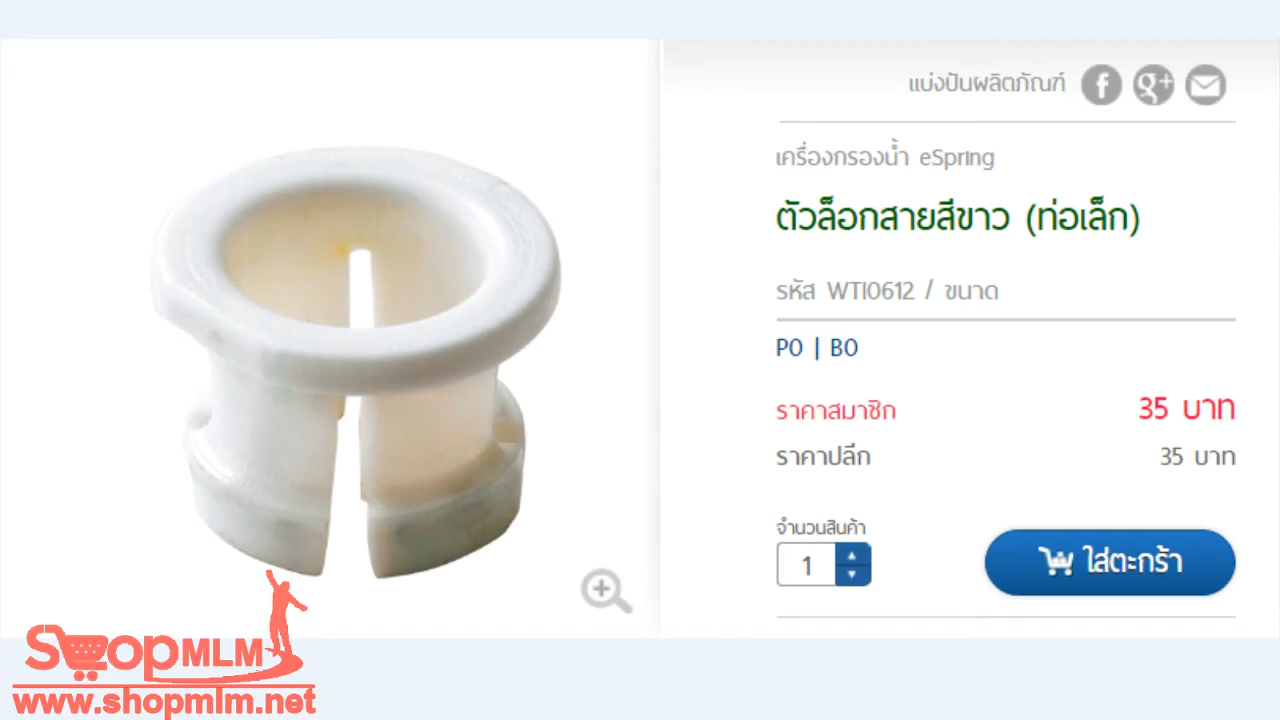 แบ่งปันผลิตภัณฑ์
เครื่องกรองน้ำ eSpring
ตัวล็อกสายสีขาว (ท่อเล็ก)
รหัส WTI0612 / ขนาด
P0 | B0
ราคาสมาชิก 35 บาท
ราคาปลีก 35 บาท
จำนวนสินค้า
1
ใส่ตะกร้า
ShopMLM
www.shopmlm.net